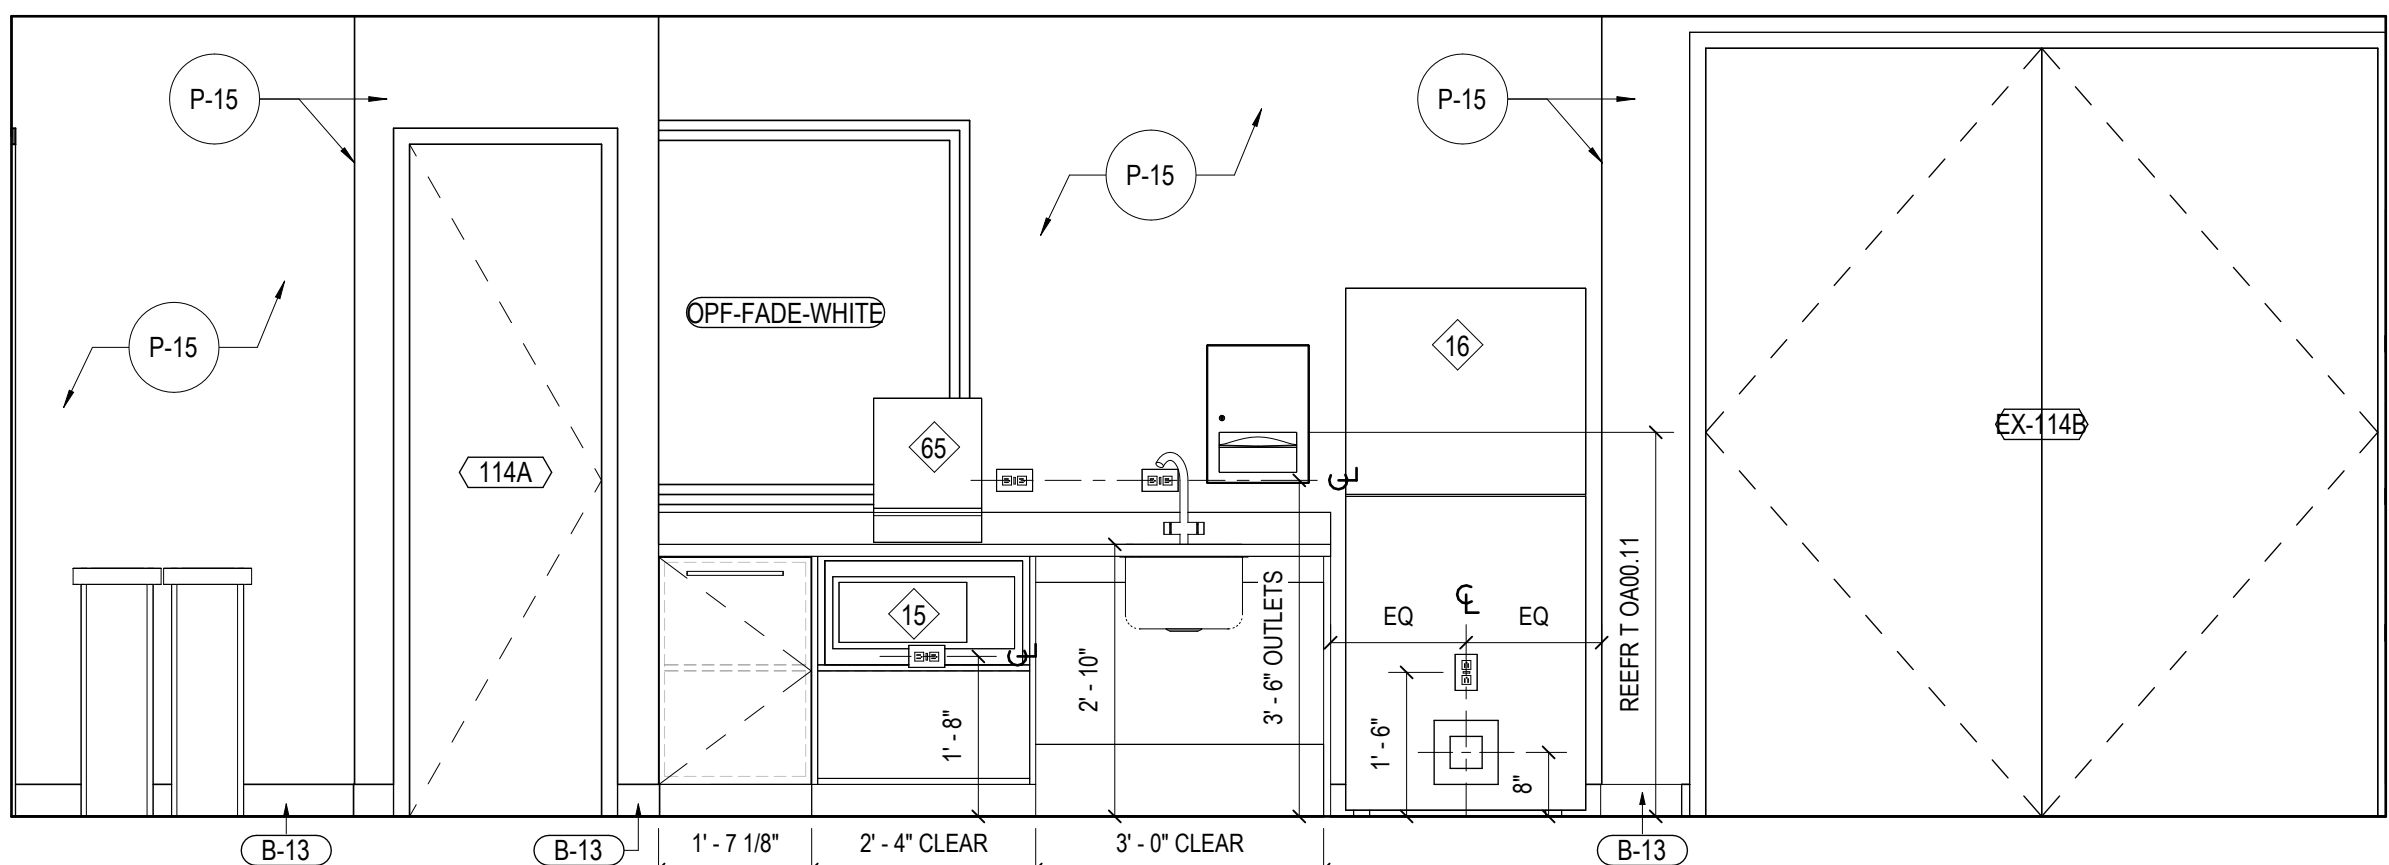 P-15
P-15
P-15
P-15
OPF-FADE-WHITE
16
EX-114B
65
114A
15
EQ
℄
EQ
2' - 10"
3' - 6" OUTLETS
REEFR T OA00.11
1' - 8"
1' - 6"
8"
℄
℄
B-13
B-13
1' - 7 1/8"
2' - 4" CLEAR
3' - 0" CLEAR
B-13